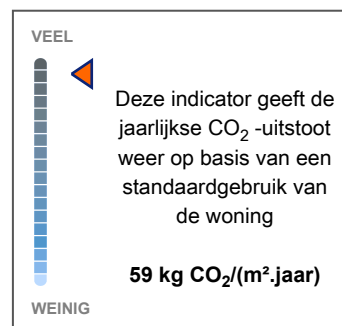 VEEL
Deze indicator geeft de
jaarlijkse CO₂ -uitstoot
weer op basis van een
standaardgebruik van
de woning
59 kg CO₂/(m².jaar)
WEINIG